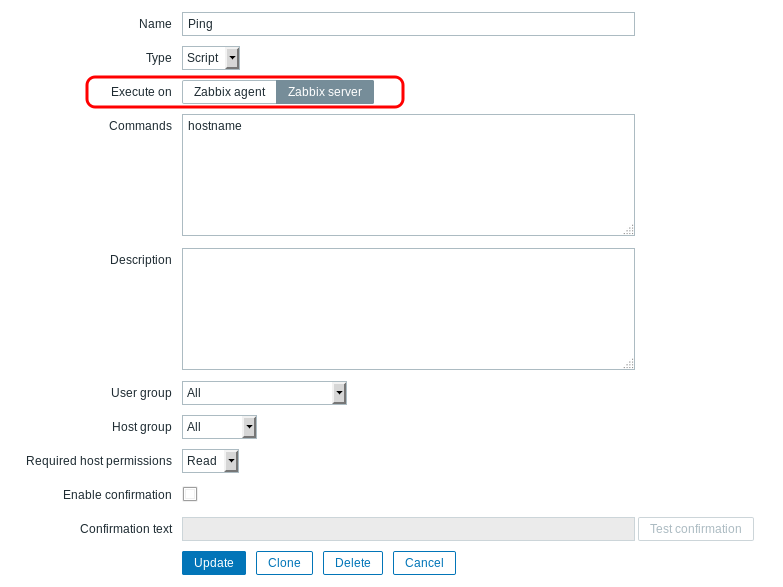 Name Ping
Type Script
Execute on Zabbix agent Zabbix server
Commands hostname
Description
User group All
Host group All
Required host permissions Read
Enable confirmation
Confirmation text Test confirmation
Update Clone Delete Cancel